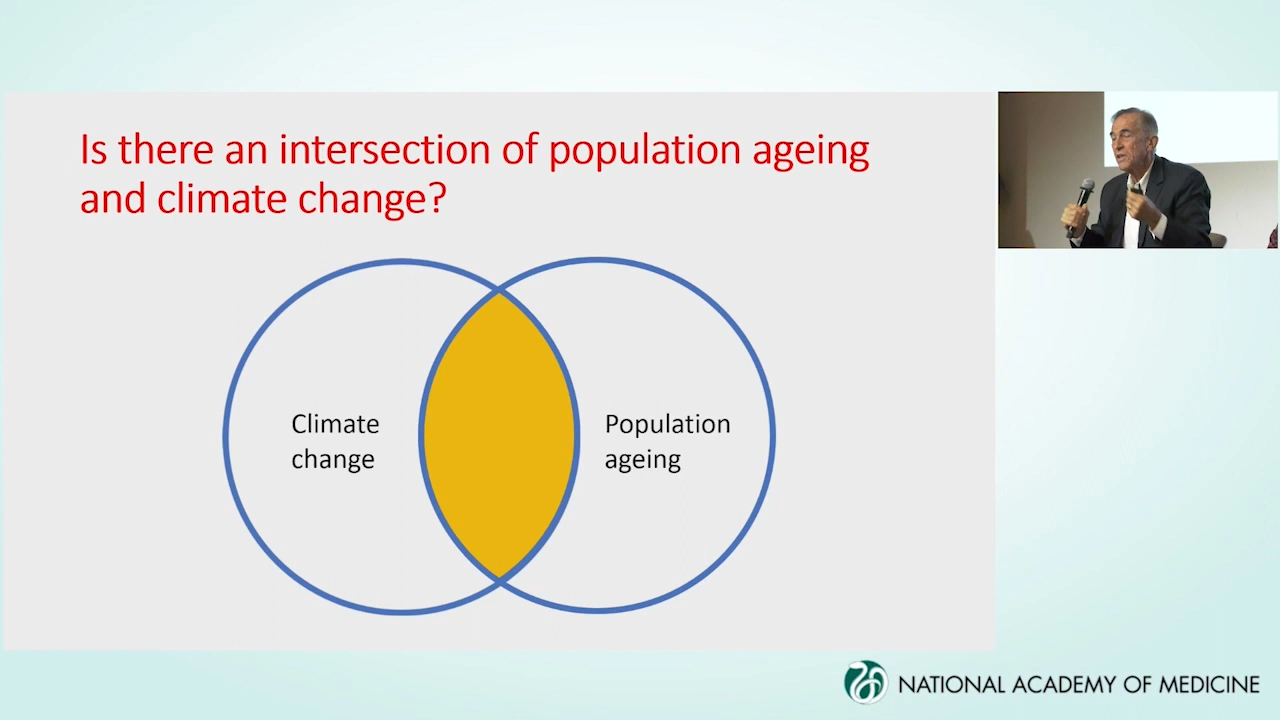 Is there an intersection of population ageing
and climate change?
Climate
change
Population
ageing
NATIONAL ACADEMY OF MEDICINE